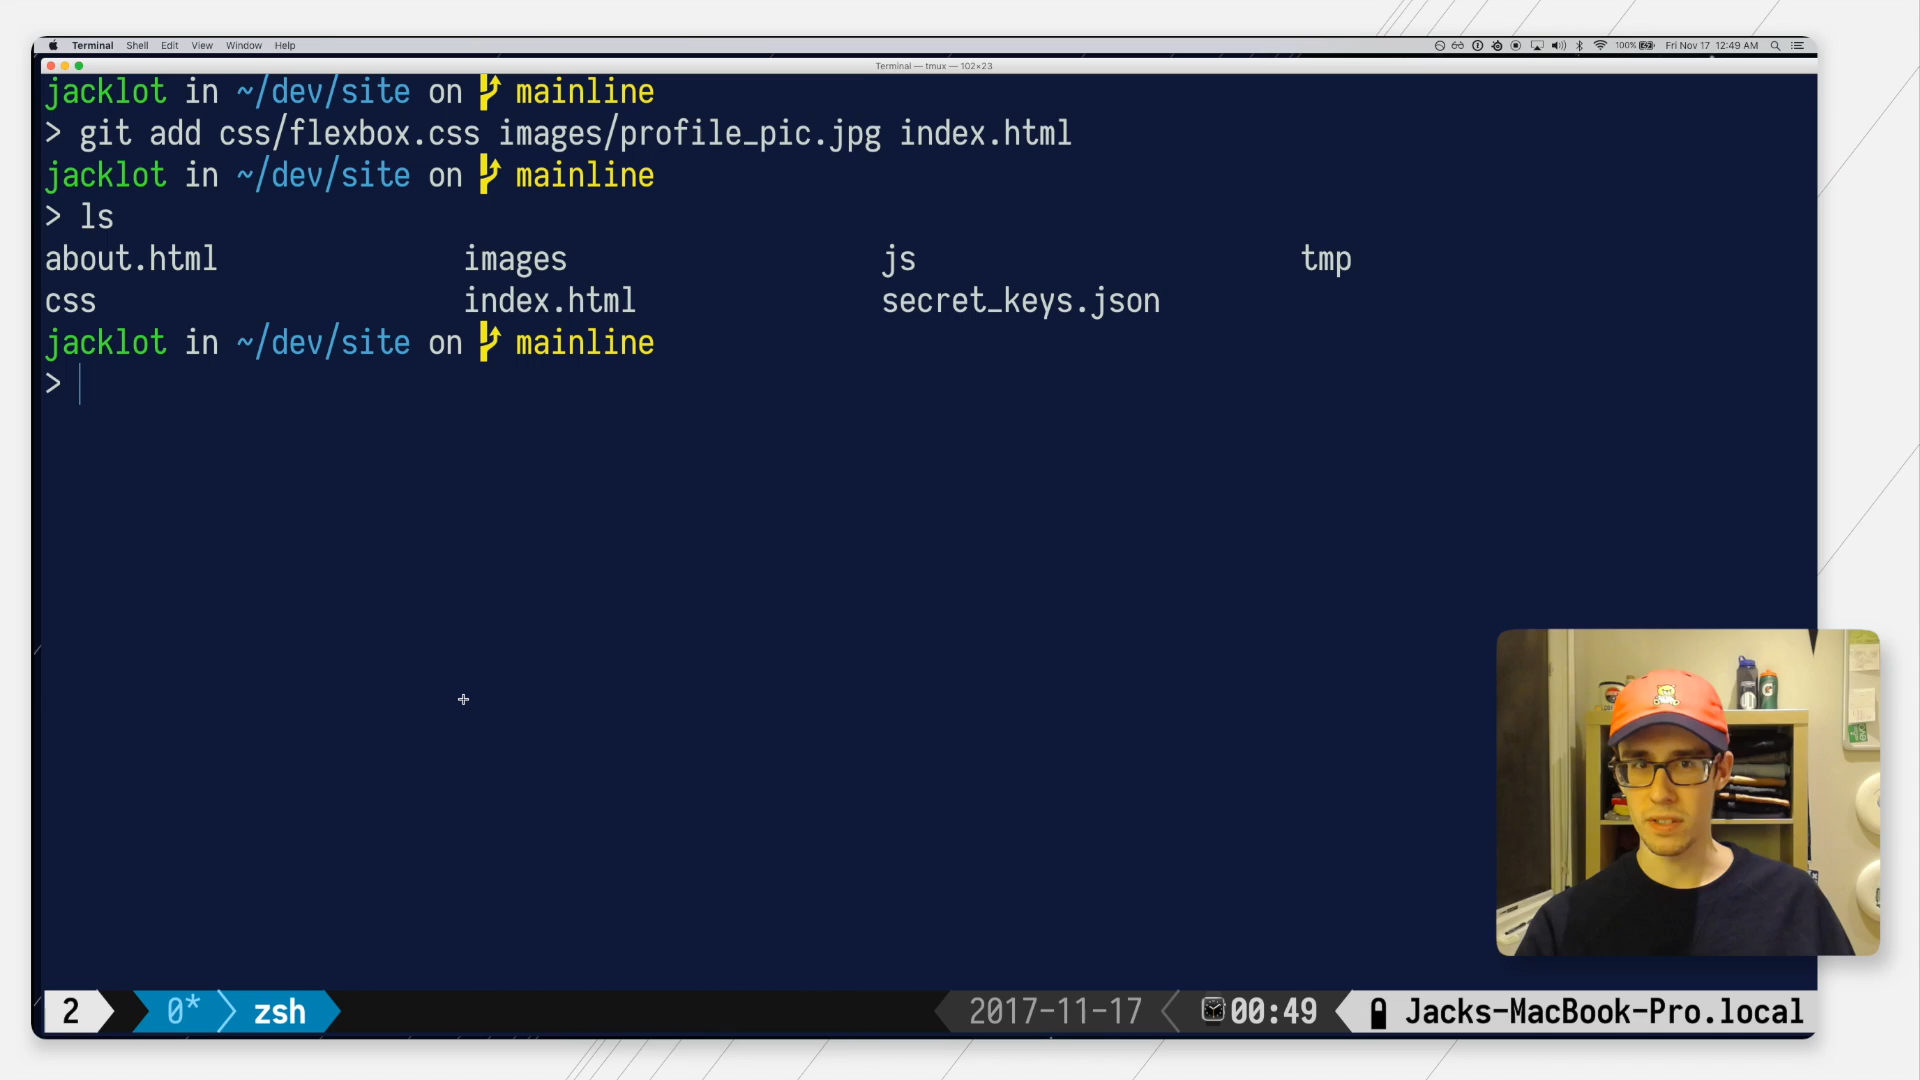 Terminal Shell Edit View Window Help 100% Fri Nov 17 12:49 AM
Terminal — tmux — 102×23
jacklot in ~/dev/site on mainline
> git add css/flexbox.css images/profile_pic.jpg index.html
jacklot in ~/dev/site on mainline
> ls
about.html images js tmp
css index.html secret_keys.json
jacklot in ~/dev/site on mainline
>
2 0* zsh 2017-11-17 00:49 Jacks-MacBook-Pro.local